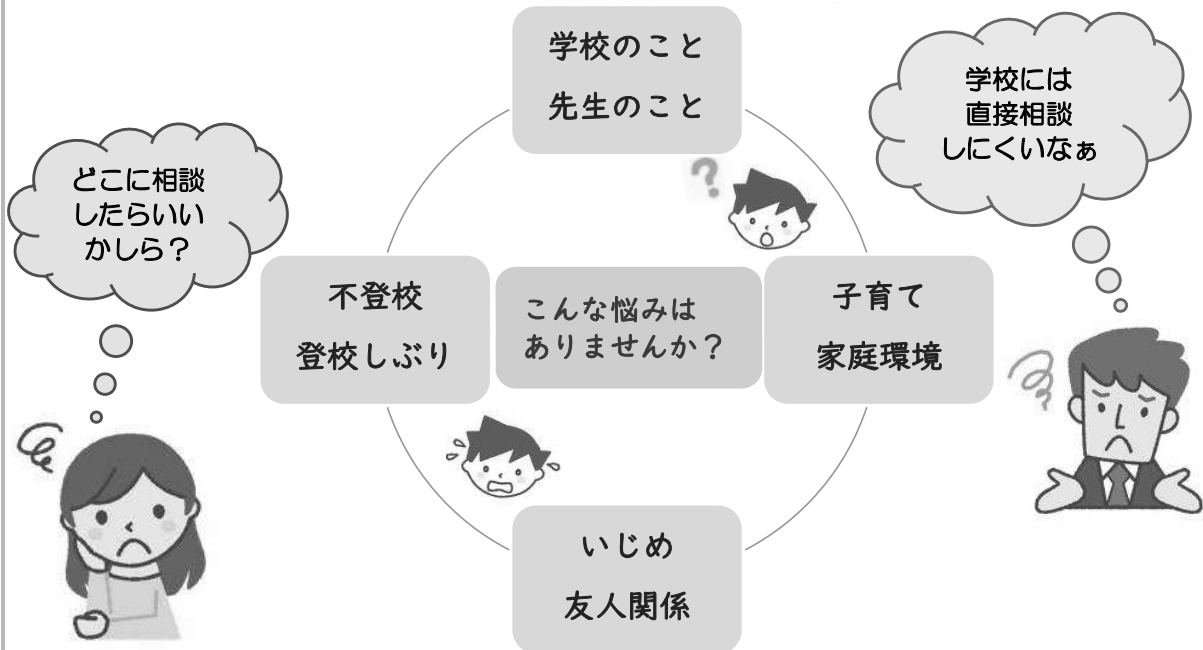 学校のこと
先生のこと
学校には
直接相談
しにくいなぁ
どこに相談
したらいい
かしら？
不登校
登校しぶり
こんな悩みは
ありませんか？
子育て
家庭環境
いじめ
友人関係
?